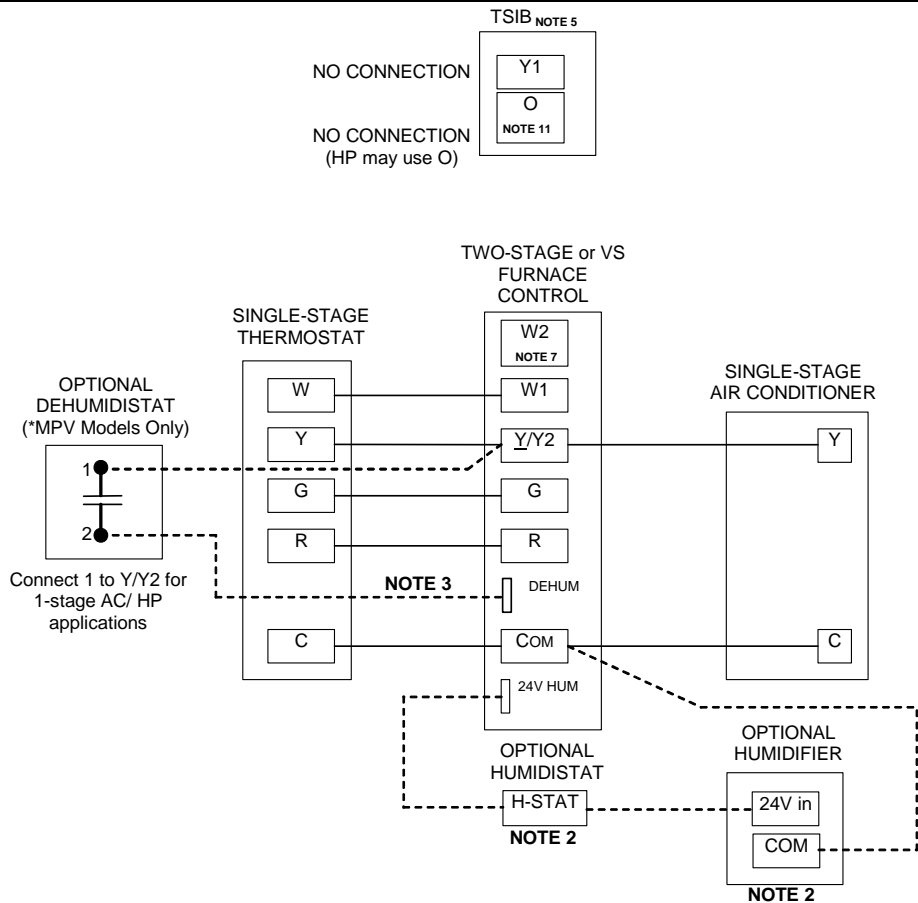 TSIB NOTE 5
NO CONNECTION
Y1
O
NOTE 11
NO CONNECTION
(HP may use O)
TWO-STAGE or VS
FURNACE
CONTROL
SINGLE-STAGE
THERMOSTAT
SINGLE-STAGE
AIR CONDITIONER
OPTIONAL
DEHUMIDISTAT
(*MPV Models Only)
1
2
Connect 1 to Y/Y2 for
1-stage AC/ HP
applications
W
Y
G
R
C
NOTE 3
W2
NOTE 7
W1
Y/Y2
G
R
DEHUM
COM
24V HUM
Y
C
OPTIONAL
HUMIDISTAT
H-STAT
NOTE 2
OPTIONAL
HUMIDIFIER
24V in
COM
NOTE 2